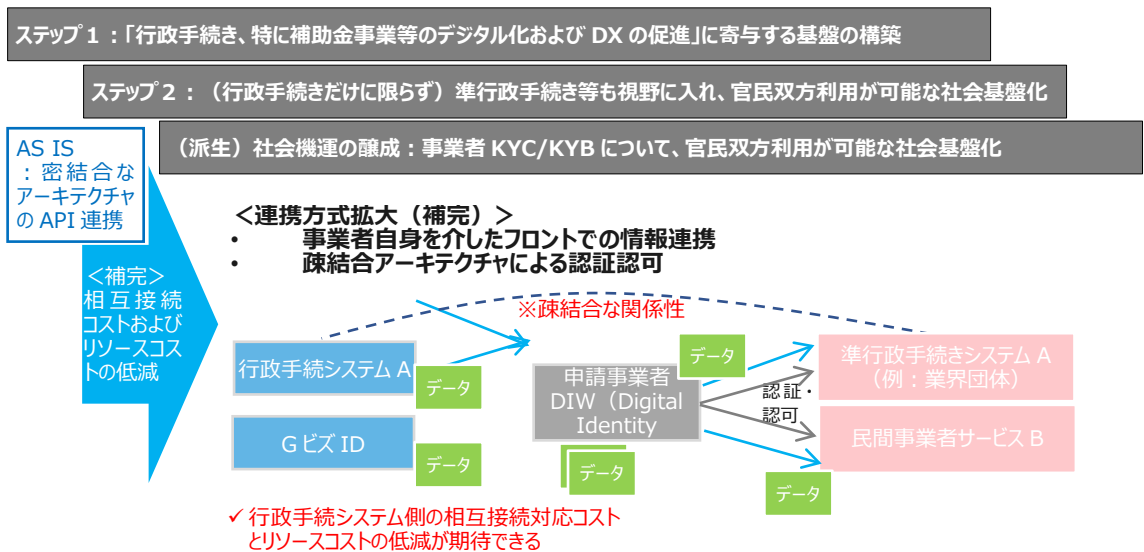 ステップ1:「行政手続き、特に補助金事業等のデジタル化および DX の促進」に寄与する基盤の構築
ステップ2:(行政手続きだけに限らず)準行政手続き等も視野に入れ、官民双方利用が可能な社会基盤化
(派生)社会機運の醸成:事業者 KYC/KYB について、官民双方利用が可能な社会基盤化
AS IS
:密結合な
アーキテクチャ
の API 連携
<補完>
相互接続
コストおよび
リソースコス
トの低減
<連携方式拡大(補完)>
・ 事業者自身を介したフロントでの情報連携
・ 疎結合アーキテクチャによる認証認可
※疎結合な関係性
行政手続システム A
データ
G ビズ ID
データ
申請事業者
DIW(Digital
Identity
データ
データ
認証・
認可
準行政手続きシステム A
(例:業界団体)
民間事業者サービス B
データ
✓ 行政手続システム側の相互接続対応コスト
とリソースコストの低減が期待できる